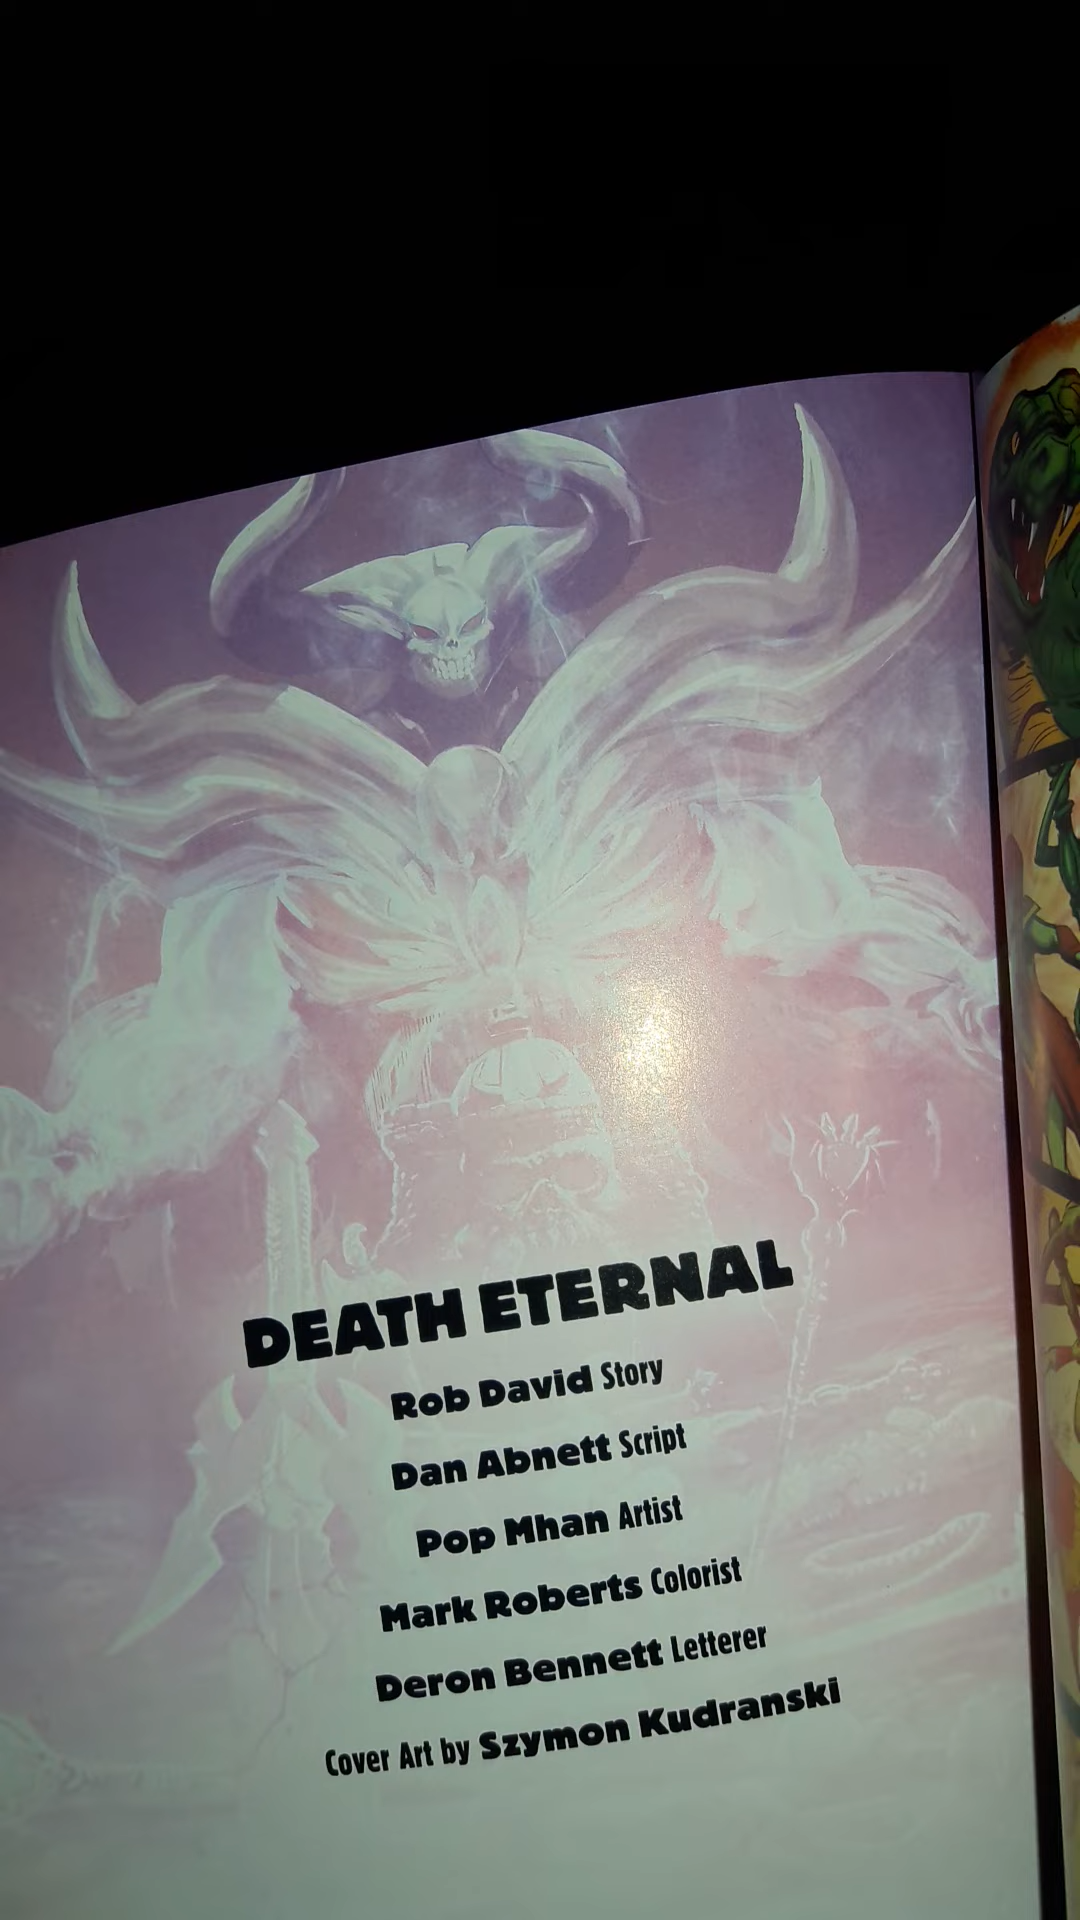 DEATH ETERNAL
Rob David Story
Dan Abnett Script
Pop Mhan Artist
Mark Roberts Colorist
Deron Bennett Letterer
Cover Art by Szymon Kudranski